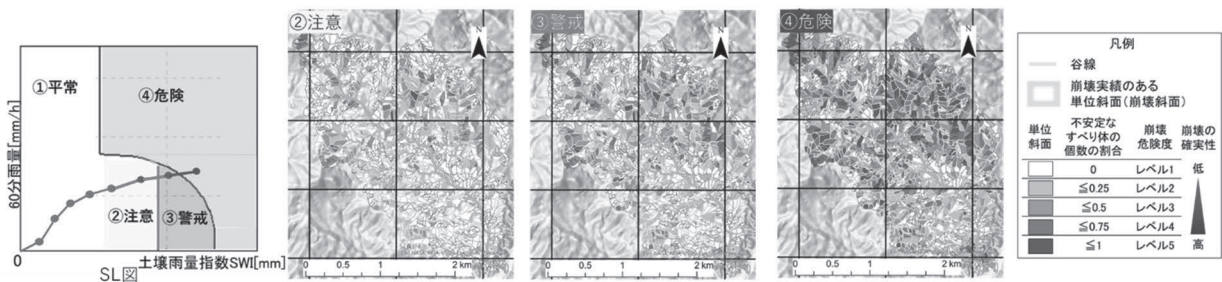 ①平常
④危険
②注意
③警戒
60分雨量[mm/h]
0
土壌雨量指数SWI[mm]
SL図
②注意
N
0
0.5
1
2 km
③警戒
N
0
0.5
1
2 km
④危険
N
0
0.5
1
2 km
凡例
谷線
崩壊実績のある
単位斜面(崩壊斜面)
単位
斜面
不安定な
すべり体の
個数の割合
崩壊
危険度
崩壊の
確実性
0 レベル1 低
≦0.25 レベル2
≦0.5 レベル3
≦0.75 レベル4
≦1 レベル5 高